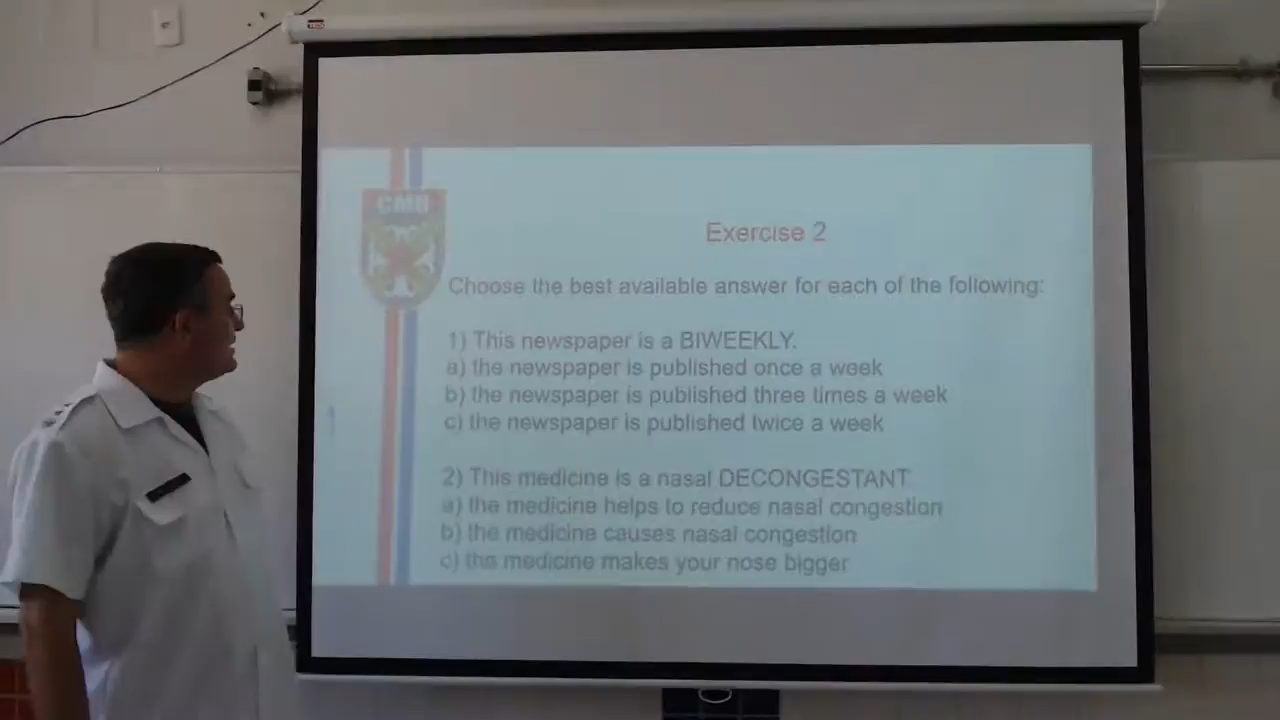 Exercise 2
Choose the best available answer for each of the following:
1) This newspaper is a BIWEEKLY.
a) the newspaper is published once a week
b) the newspaper is published three times a week
c) the newspaper is published twice a week
2) This medicine is a nasal DECONGESTANT
a) the medicine helps to reduce nasal congestion
b) the medicine causes nasal congestion
c) the medicine makes your nose bigger